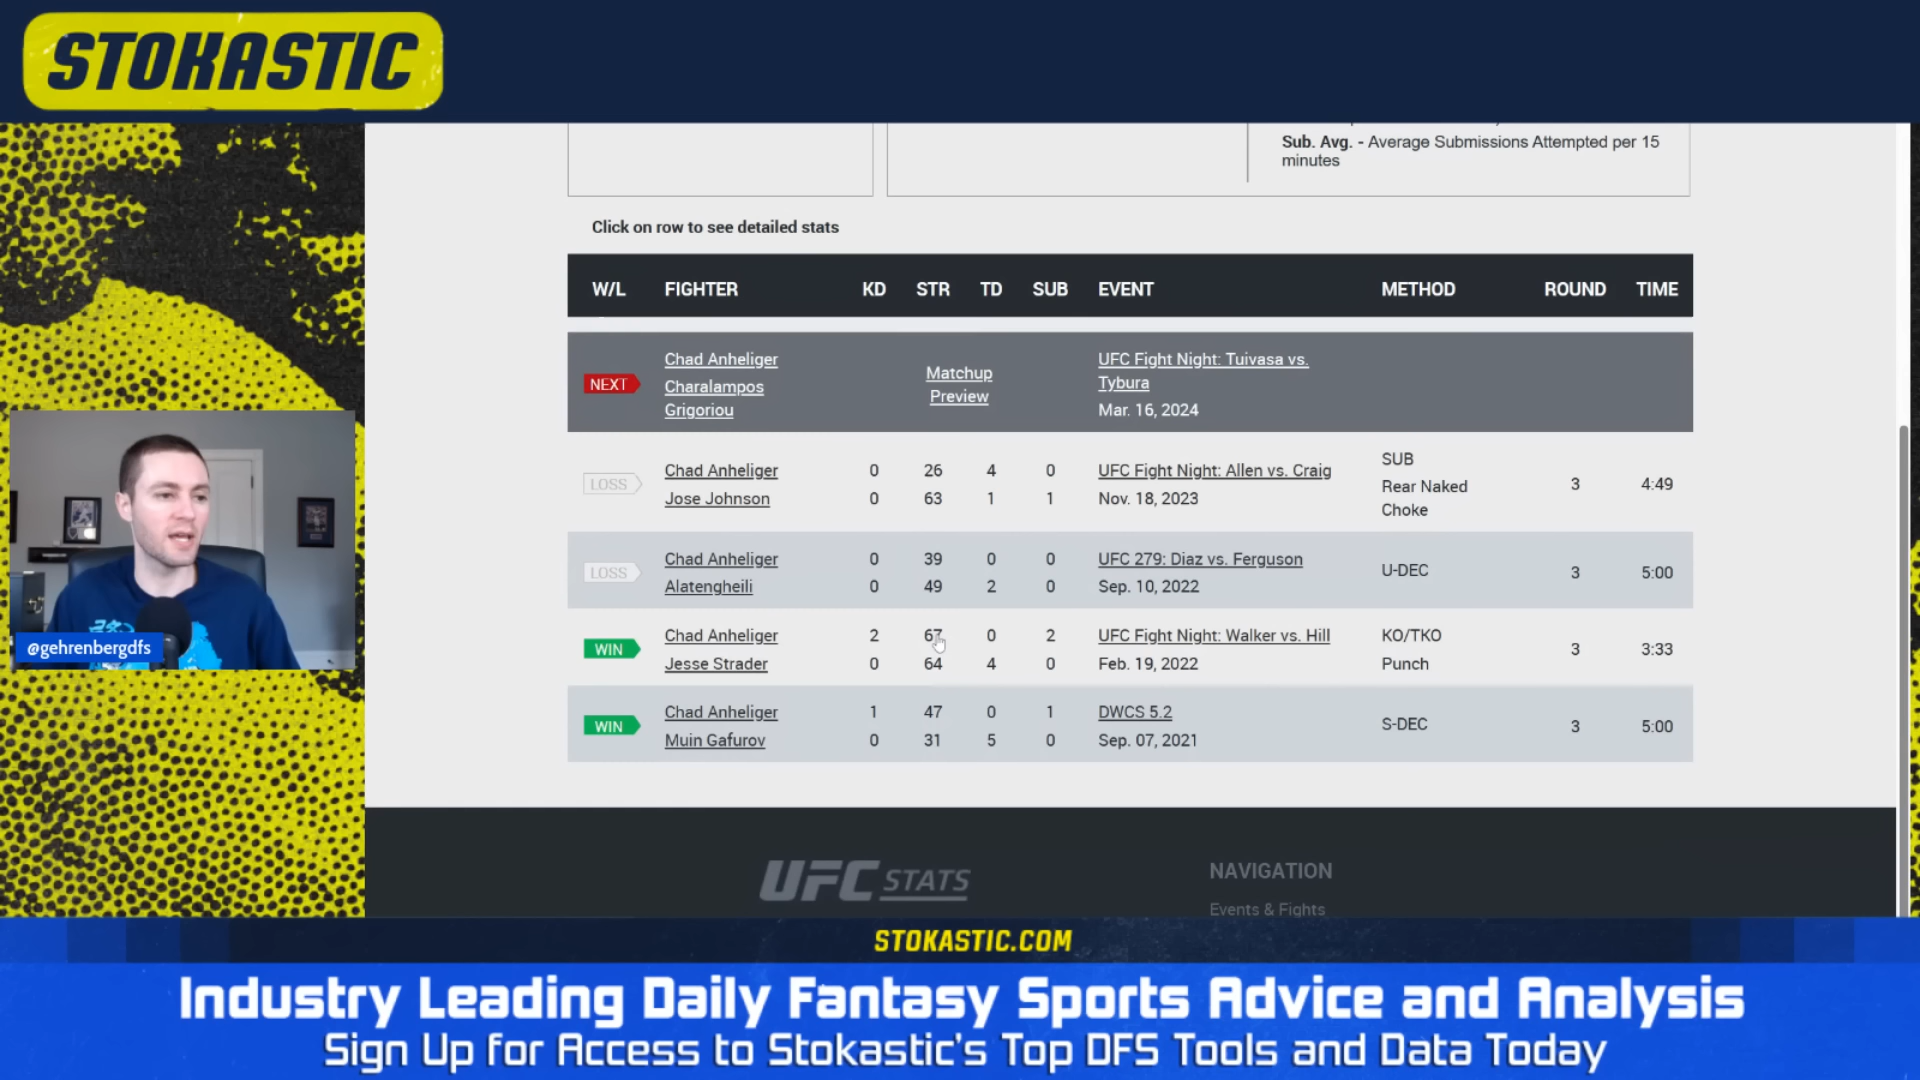 STOKASTIC
Sub. Avg. - Average Submissions Attempted per 15
minutes
Click on row to see detailed stats
W/L FIGHTER KD STR TD SUB EVENT METHOD ROUND TIME
NEXT Chad Anheliger Charalampos Grigoriou Matchup Preview UFC Fight Night: Tuivasa vs. Tybura Mar. 16, 2024
LOSS Chad Anheliger 0 26 4 0 UFC Fight Night: Allen vs. Craig SUB 3 4:49
Jose Johnson 0 63 1 1 Nov. 18, 2023 Rear Naked Choke
LOSS Chad Anheliger 0 39 0 0 UFC 279: Diaz vs. Ferguson U-DEC 3 5:00
Alatengheili 0 49 2 0 Sep. 10, 2022
WIN Chad Anheliger 2 67 0 2 UFC Fight Night: Walker vs. Hill KO/TKO 3 3:33
Jesse Strader 0 64 4 0 Feb. 19, 2022 Punch
WIN Chad Anheliger 1 47 0 1 DWCS 5.2 S-DEC 3 5:00
Muin Gafurov 0 31 5 0 Sep. 07, 2021
@gehrenbergdfs
UFC STATS
NAVIGATION
Events & Fights
STOKASTIC.COM
Industry Leading Daily Fantasy Sports Advice and Analysis
Sign Up for Access to Stokastic's Top DFS Tools and Data Today